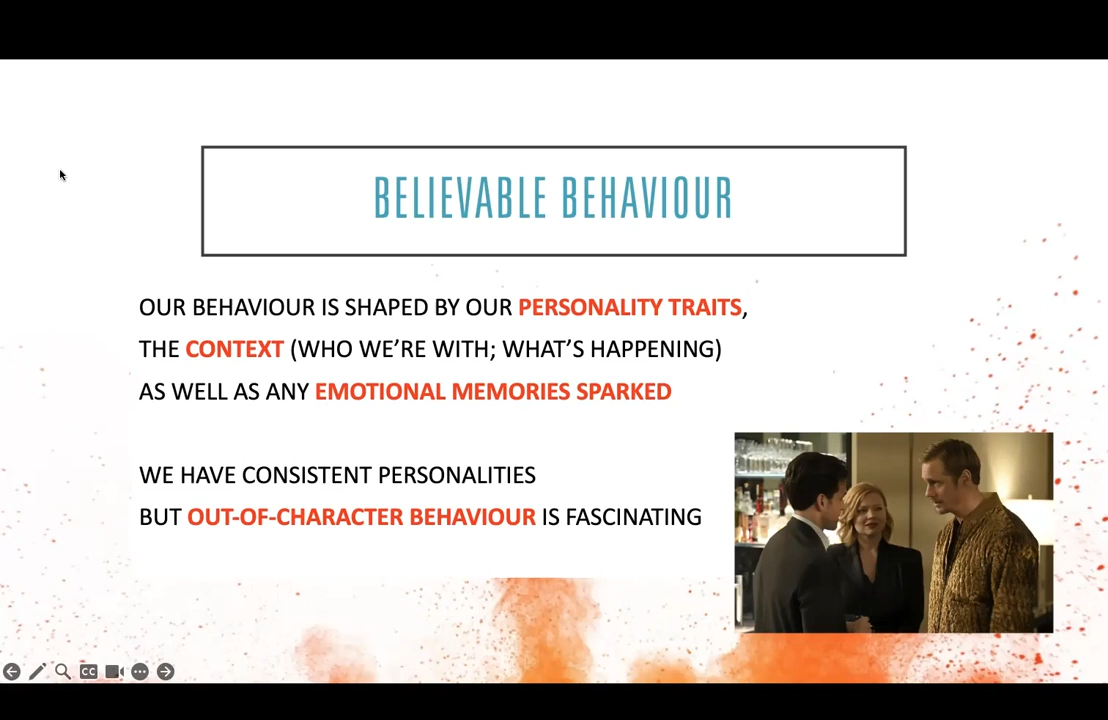 BELIEVABLE BEHAVIOUR
OUR BEHAVIOUR IS SHAPED BY OUR PERSONALITY TRAITS,
THE CONTEXT (WHO WE’RE WITH; WHAT’S HAPPENING)
AS WELL AS ANY EMOTIONAL MEMORIES SPARKED
WE HAVE CONSISTENT PERSONALITIES
BUT OUT-OF-CHARACTER BEHAVIOUR IS FASCINATING
CC